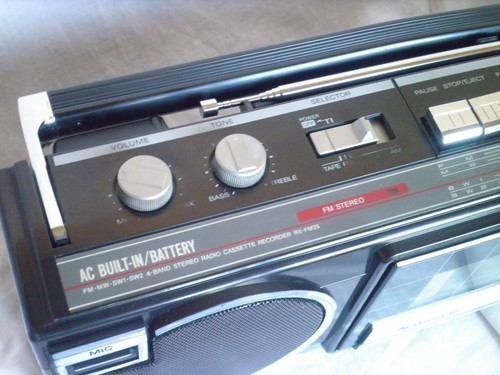 VOLUME
TONE
BASS
TREBLE
SELECTOR
POWER
TAPE
PAUSE STOP/EJECT
FM STEREO
AC BUILT-IN/BATTERY
FM-MW-SW1-SW2 4-BAND STEREO RADIO CASSETTE RECORDER
MIC